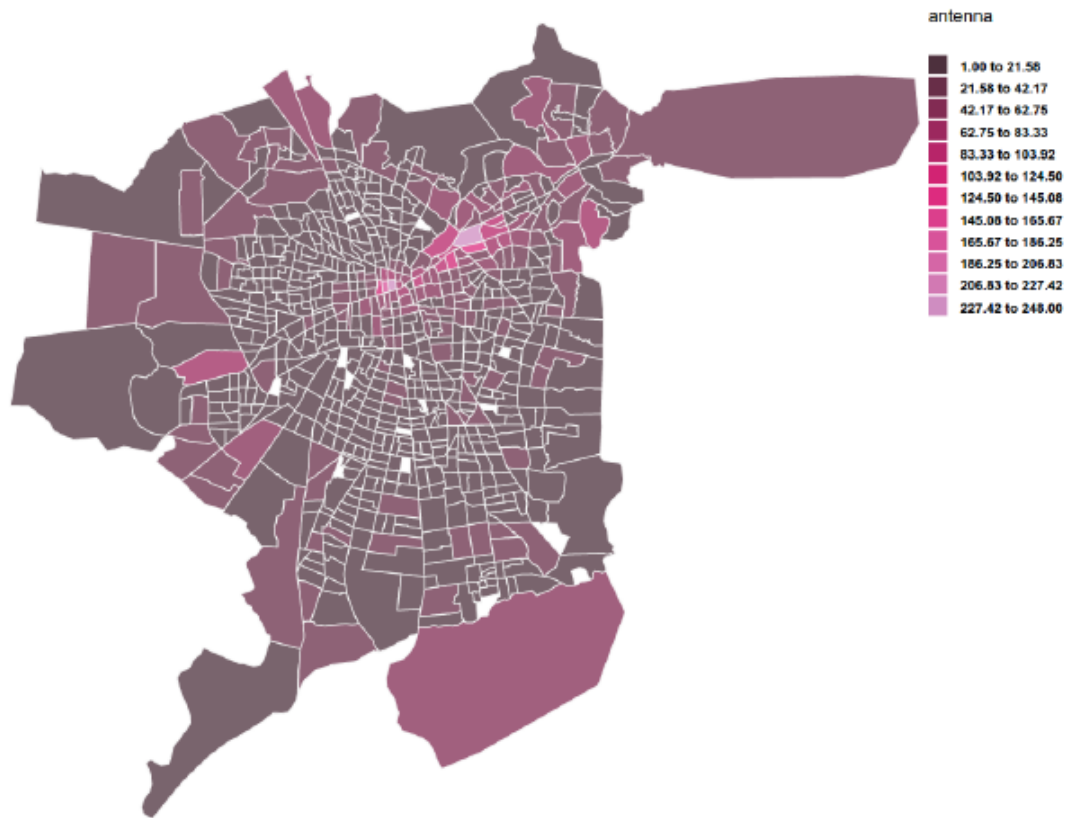 antenna
1.00 to 21.58
21.58 to 42.17
42.17 to 62.75
62.75 to 83.33
83.33 to 103.92
103.92 to 124.50
124.50 to 145.08
145.08 to 165.67
165.67 to 186.25
186.25 to 206.83
206.83 to 227.42
227.42 to 248.00